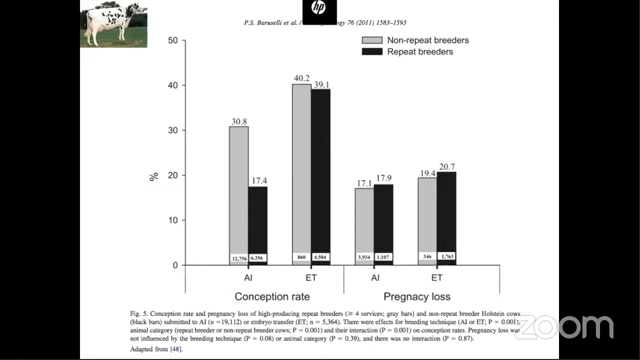 hp
P.S. Baruselli et al. / ogy 76 (2011) 1583–1593
Non-repeat breeders
Repeat breeders
50
40
30
20
10
0
%
30.8
17.4
40.2
39.1
17.1
17.9
19.4
20.7
12,756
6,356
860
4,504
3,934
1,107
346
1,763
AI
ET
AI
ET
Conception rate
Pregnancy loss
Fig. 5. Conception rate and pregnancy loss of high-producing repeat breeders (≥ 4 services; gray bars) and non-repeat breeder Holstein cows
(black bars) submitted to AI (n =19,112) or embryo transfer (ET; n = 5,364). There were effects for breeding technique (AI or ET; P = 0.001),
animal category (repeat breeder or non-repeat breeder cows; P = 0.001) and their interaction (P = 0.001) on conception rates. Pregnancy loss was
not influenced by the breeding technique (P = 0.08) or animal category (P = 0.39), and there was no interaction (P = 0.87).
Adapted from [48].
zoom